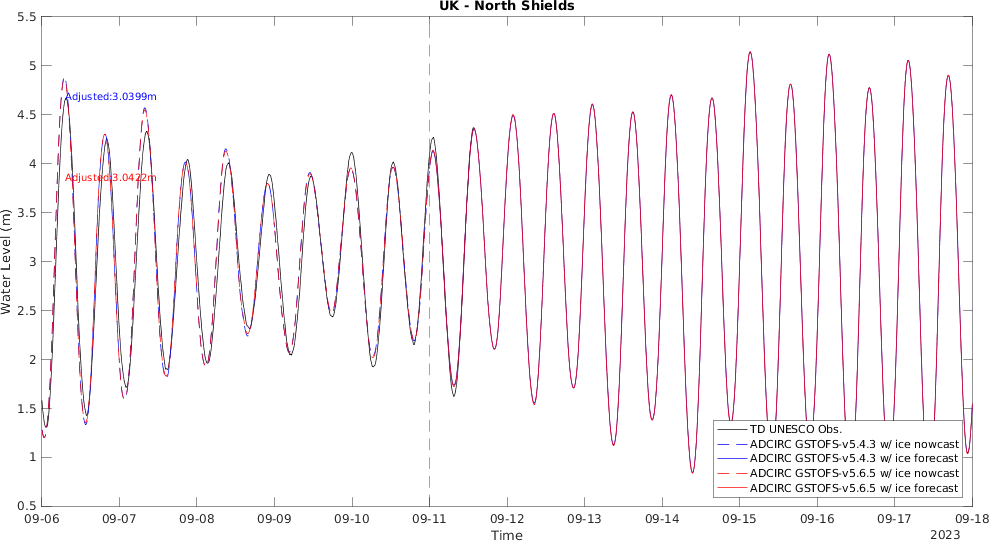 UK - North Shields
5.5
5
4.5
4
3.5
3
2.5
2
1.5
1
0.5
Water Level (m)
Adjusted:3.0399m
Adjusted:3.0422m
TD UNESCO Obs.
ADCIRC GSTOFS-v5.4.3 w/ ice nowcast
ADCIRC GSTOFS-v5.4.3 w/ ice forecast
ADCIRC GSTOFS-v5.6.5 w/ ice nowcast
ADCIRC GSTOFS-v5.6.5 w/ ice forecast
09-06 09-07 09-08 09-09 09-10 09-11 09-12 09-13 09-14 09-15 09-16 09-17 09-18
Time
2023